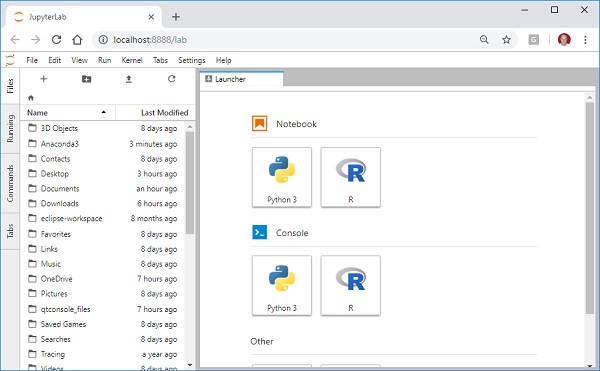 JupyterLab
localhost:8888/lab
G
File Edit View Run Kernel Tabs Settings Help
Files
Running
Commands
Tabs
Name Last Modified
3D Objects 8 days ago
Anaconda3 3 minutes ago
Contacts 8 days ago
Desktop 3 hours ago
Documents an hour ago
Downloads 6 hours ago
eclipse-workspace 8 months ago
Favorites 8 days ago
Links 8 days ago
Music 8 days ago
OneDrive 7 hours ago
Pictures 8 days ago
qtconsole_files 7 hours ago
Saved Games 8 days ago
Searches 8 days ago
Tracing a year ago
Videos 8 days ago
Launcher
Notebook
Python 3
R
R
Console
Python 3
R
R
Other